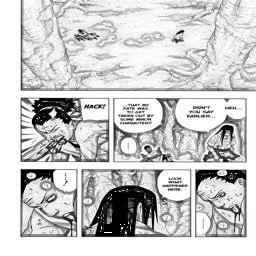 HEH...
DIDN'T
YOU SAY
EARLIER...
...THAT MY
FATE WAS
TO GET
TAKEN OUT BY
SOME MINOR
CHARACTER?
HACK!
LOOK
WHAT
HAPPENED
HERE.
...!